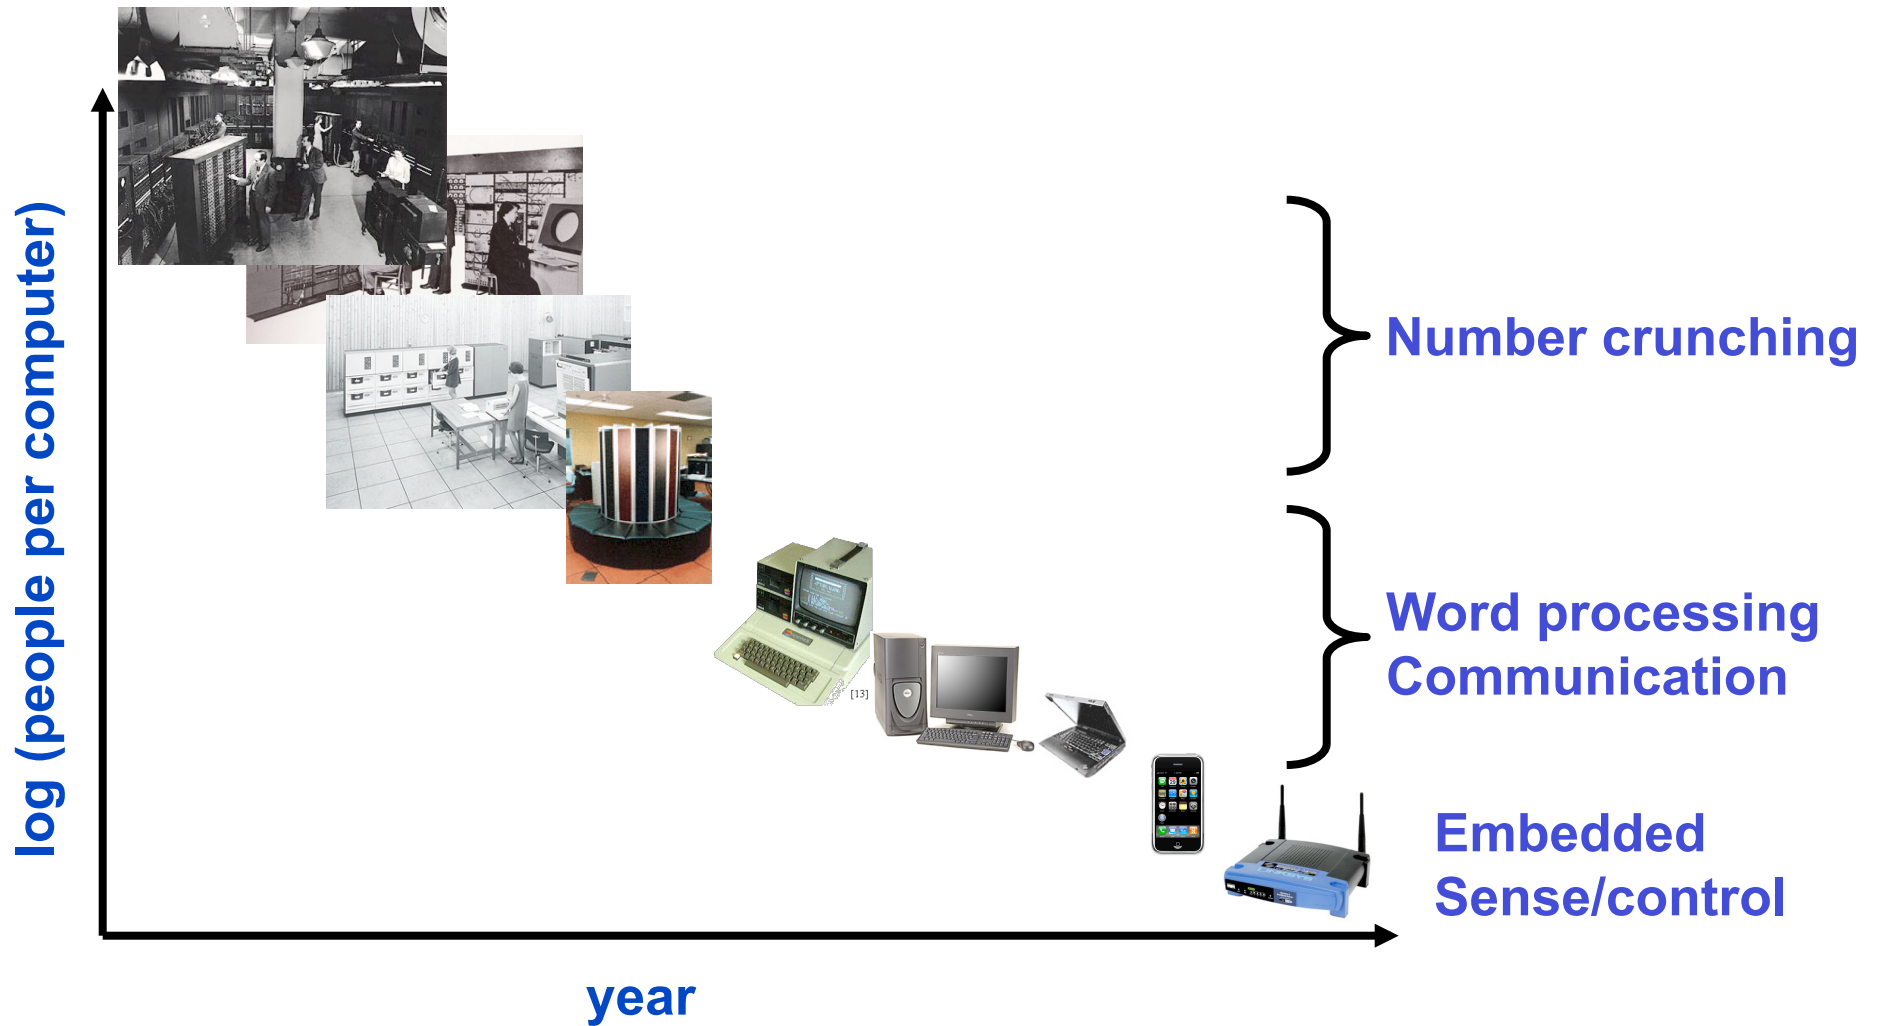 log (people per computer)
Number crunching
Word processing
Communication
[13]
Embedded
Sense/control
year